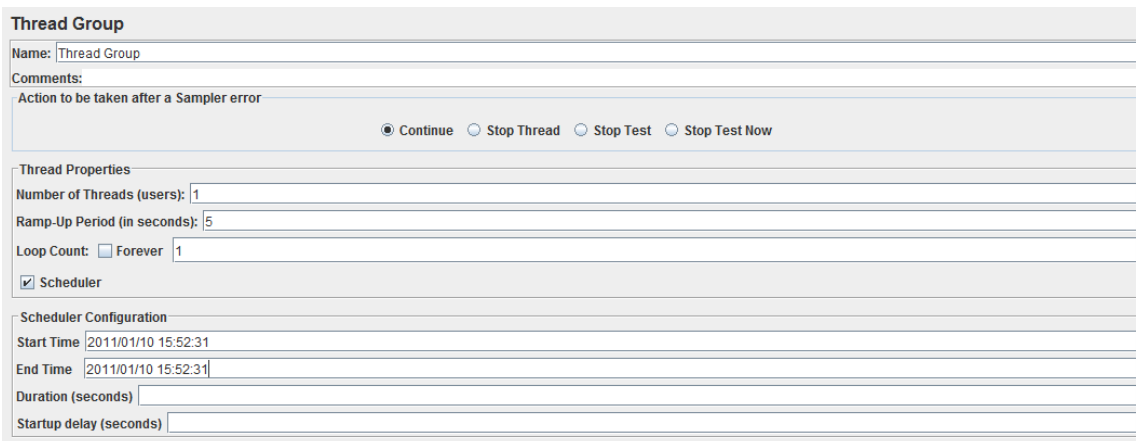 Thread Group
Name: Thread Group
Comments:
Action to be taken after a Sampler error
Continue Stop Thread Stop Test Stop Test Now
Thread Properties
Number of Threads (users): 1
Ramp-Up Period (in seconds): 5
Loop Count: Forever 1
Scheduler
Scheduler Configuration
Start Time 2011/01/10 15:52:31
End Time 2011/01/10 15:52:31
Duration (seconds)
Startup delay (seconds)